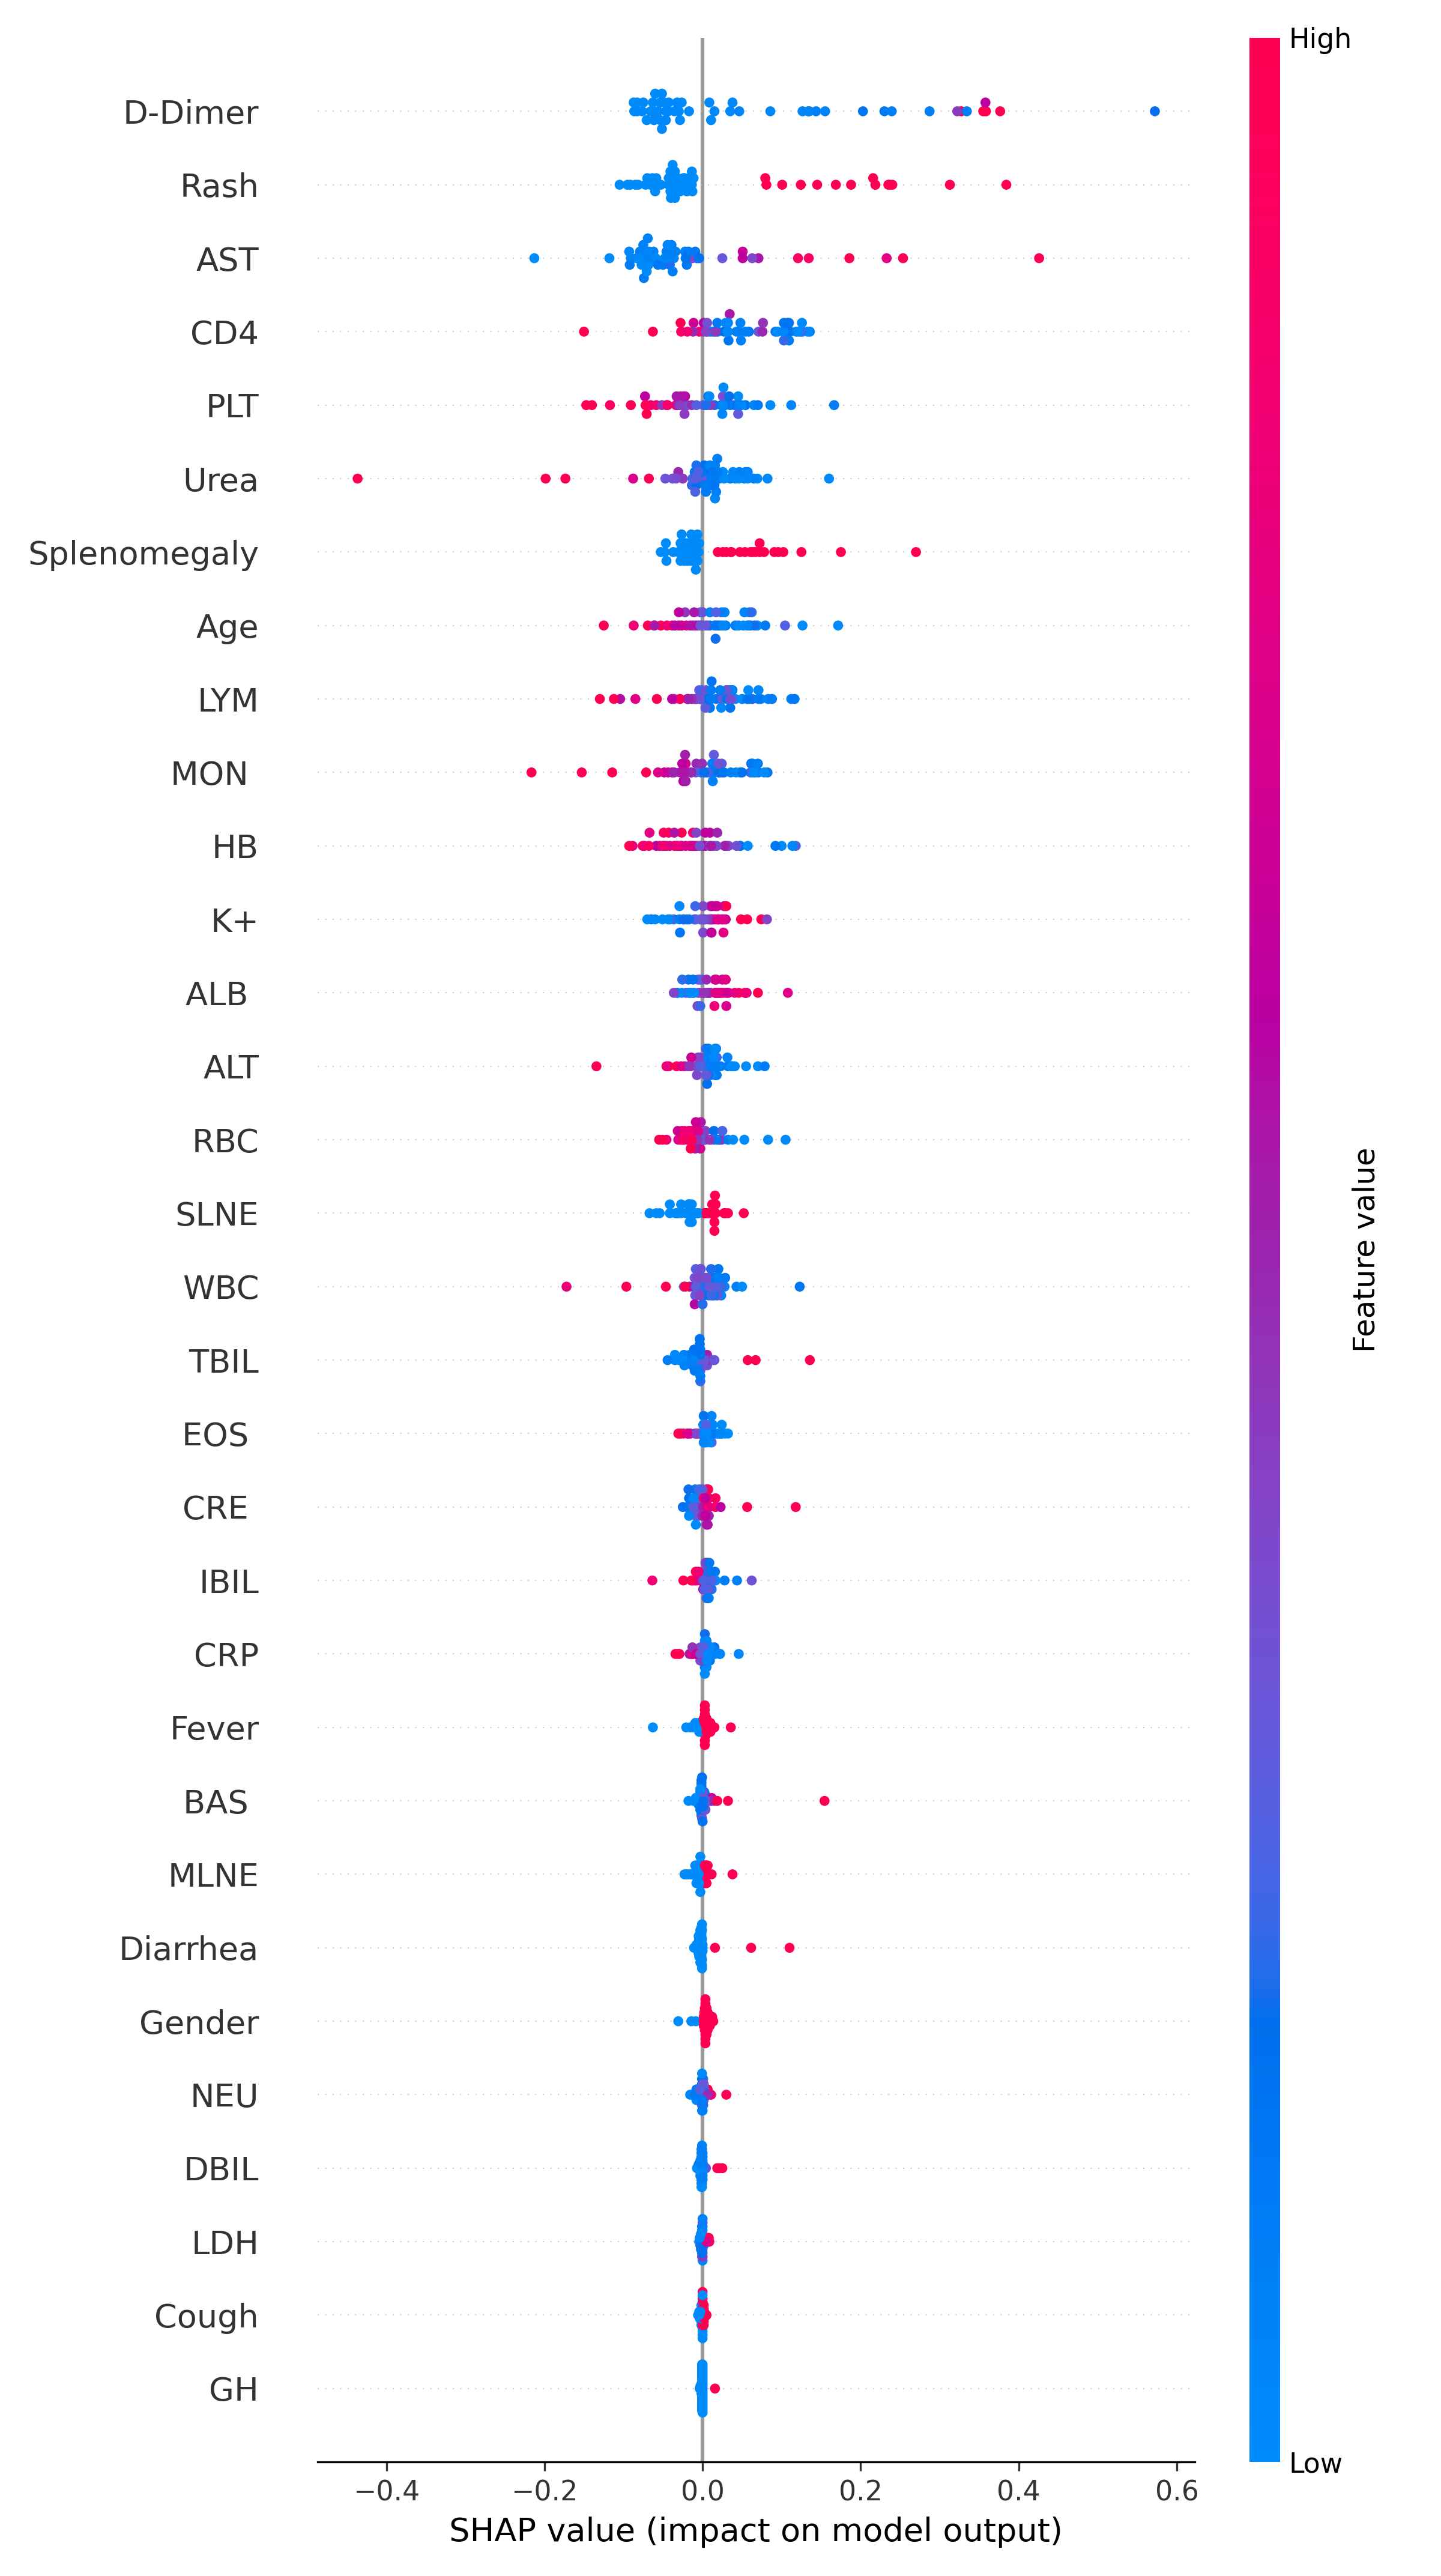 High
D-Dimer
Rash
AST
CD4
PLT
Urea
Splenomegaly
Age
LYM
MON
HB
K+
ALB
ALT
RBC
SLNE
WBC
TBIL
EOS
CRE
IBIL
CRP
Fever
BAS
MLNE
Diarrhea
Gender
NEU
DBIL
LDH
Cough
GH
Feature value
Low
−0.4 −0.2 0.0 0.2 0.4 0.6
SHAP value (impact on model output)